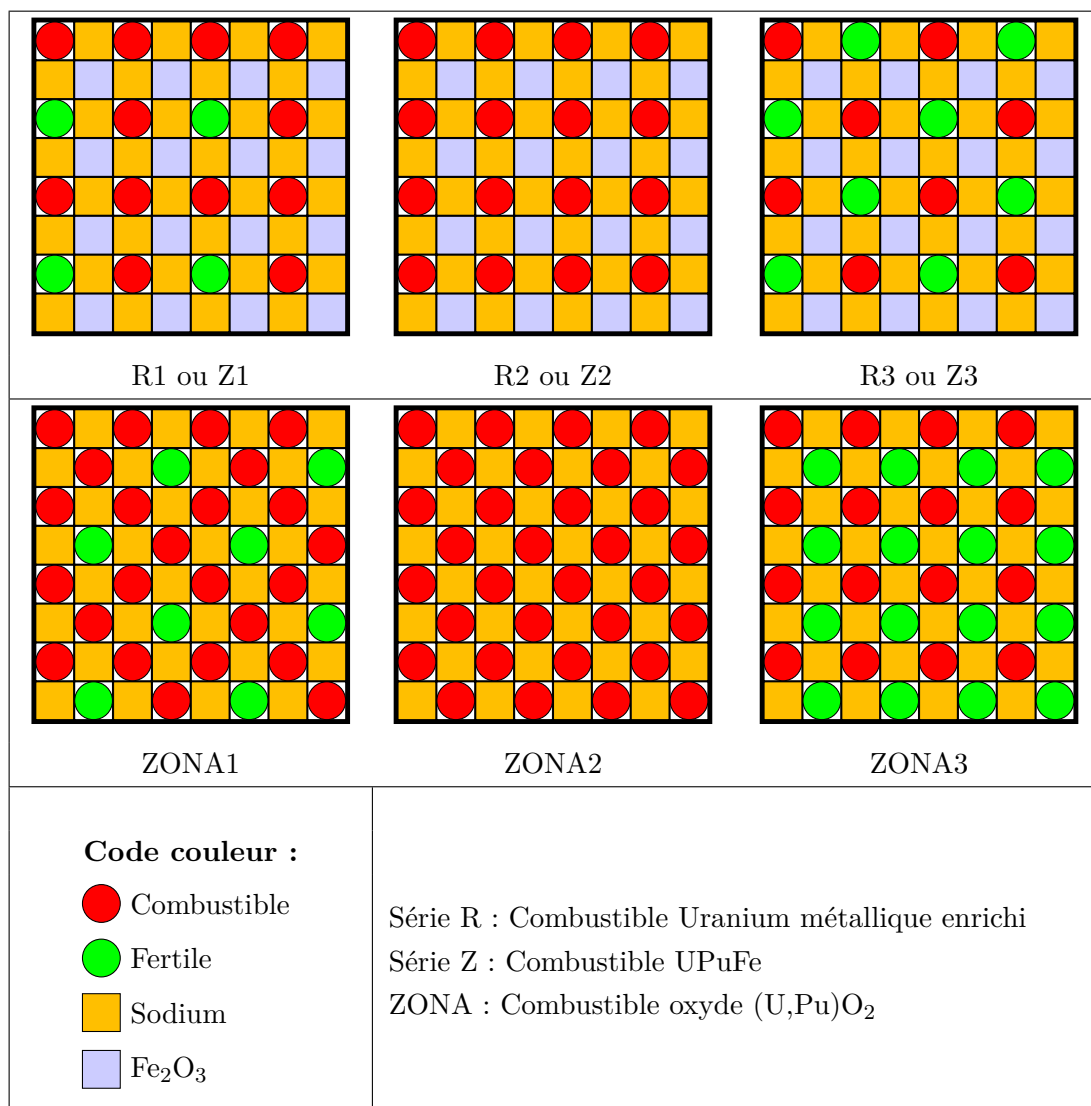 R1 ou Z1
R2 ou Z2
R3 ou Z3
ZONA1
ZONA2
ZONA3
Code couleur :
Combustible
Fertile
Sodium
Fe₂O₃
Série R : Combustible Uranium métallique enrichi
Série Z : Combustible UPuFe
ZONA : Combustible oxyde (U,Pu)O₂